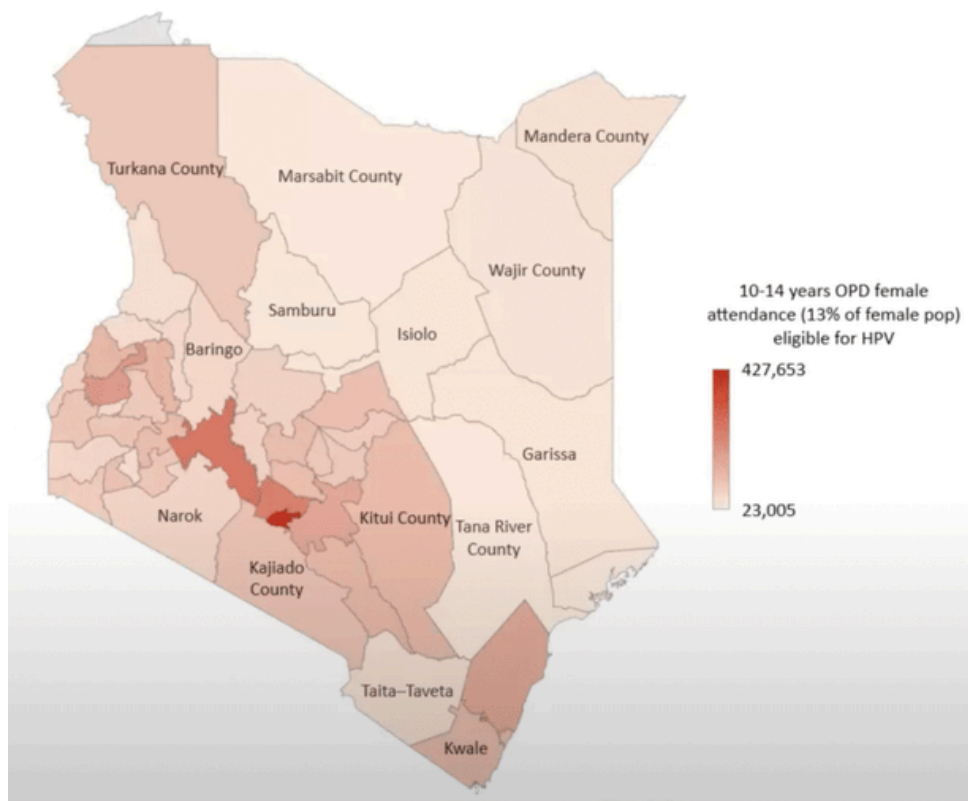 Mandera County
Turkana County
Marsabit County
Wajir County
Samburu
Isiolo
Baringo
Garissa
Narok
Kitui County
Tana River
County
Kajiado
County
Taita–Taveta
Kwale
10-14 years OPD female
attendance (13% of female pop)
eligible for HPV
427,653
23,005